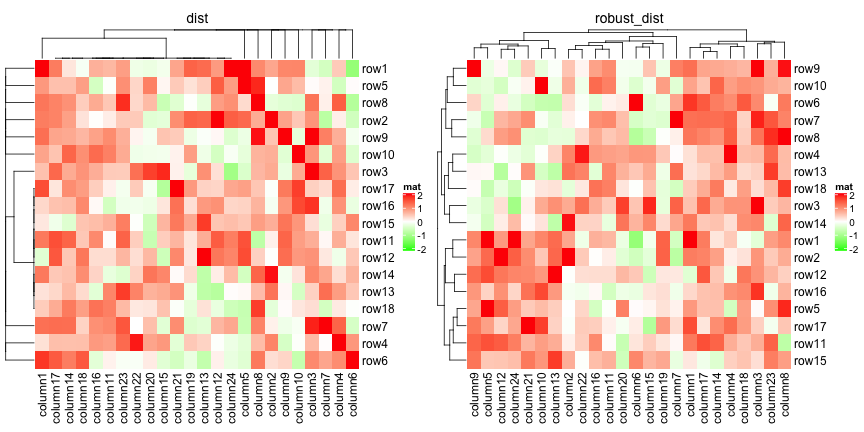 dist
row1
row5
row8
row2
row9
row10
row3
row17
row16
row15
row11
row12
row14
row13
row18
row7
row4
row6
column1
column17
column14
column18
column16
column11
column23
column22
column20
column15
column21
column19
column13
column12
column24
column5
column8
column2
column9
column10
column3
column7
column4
column6
mat
2
1
0
-1
-2
robust_dist
row9
row10
row6
row7
row8
row4
row13
row18
row3
row14
row1
row2
row12
row16
row5
row17
row11
row15
column9
column5
column12
column24
column21
column10
column13
column2
column22
column16
column11
column20
column6
column15
column19
column7
column1
column17
column14
column4
column18
column3
column23
column8
mat
2
1
0
-1
-2